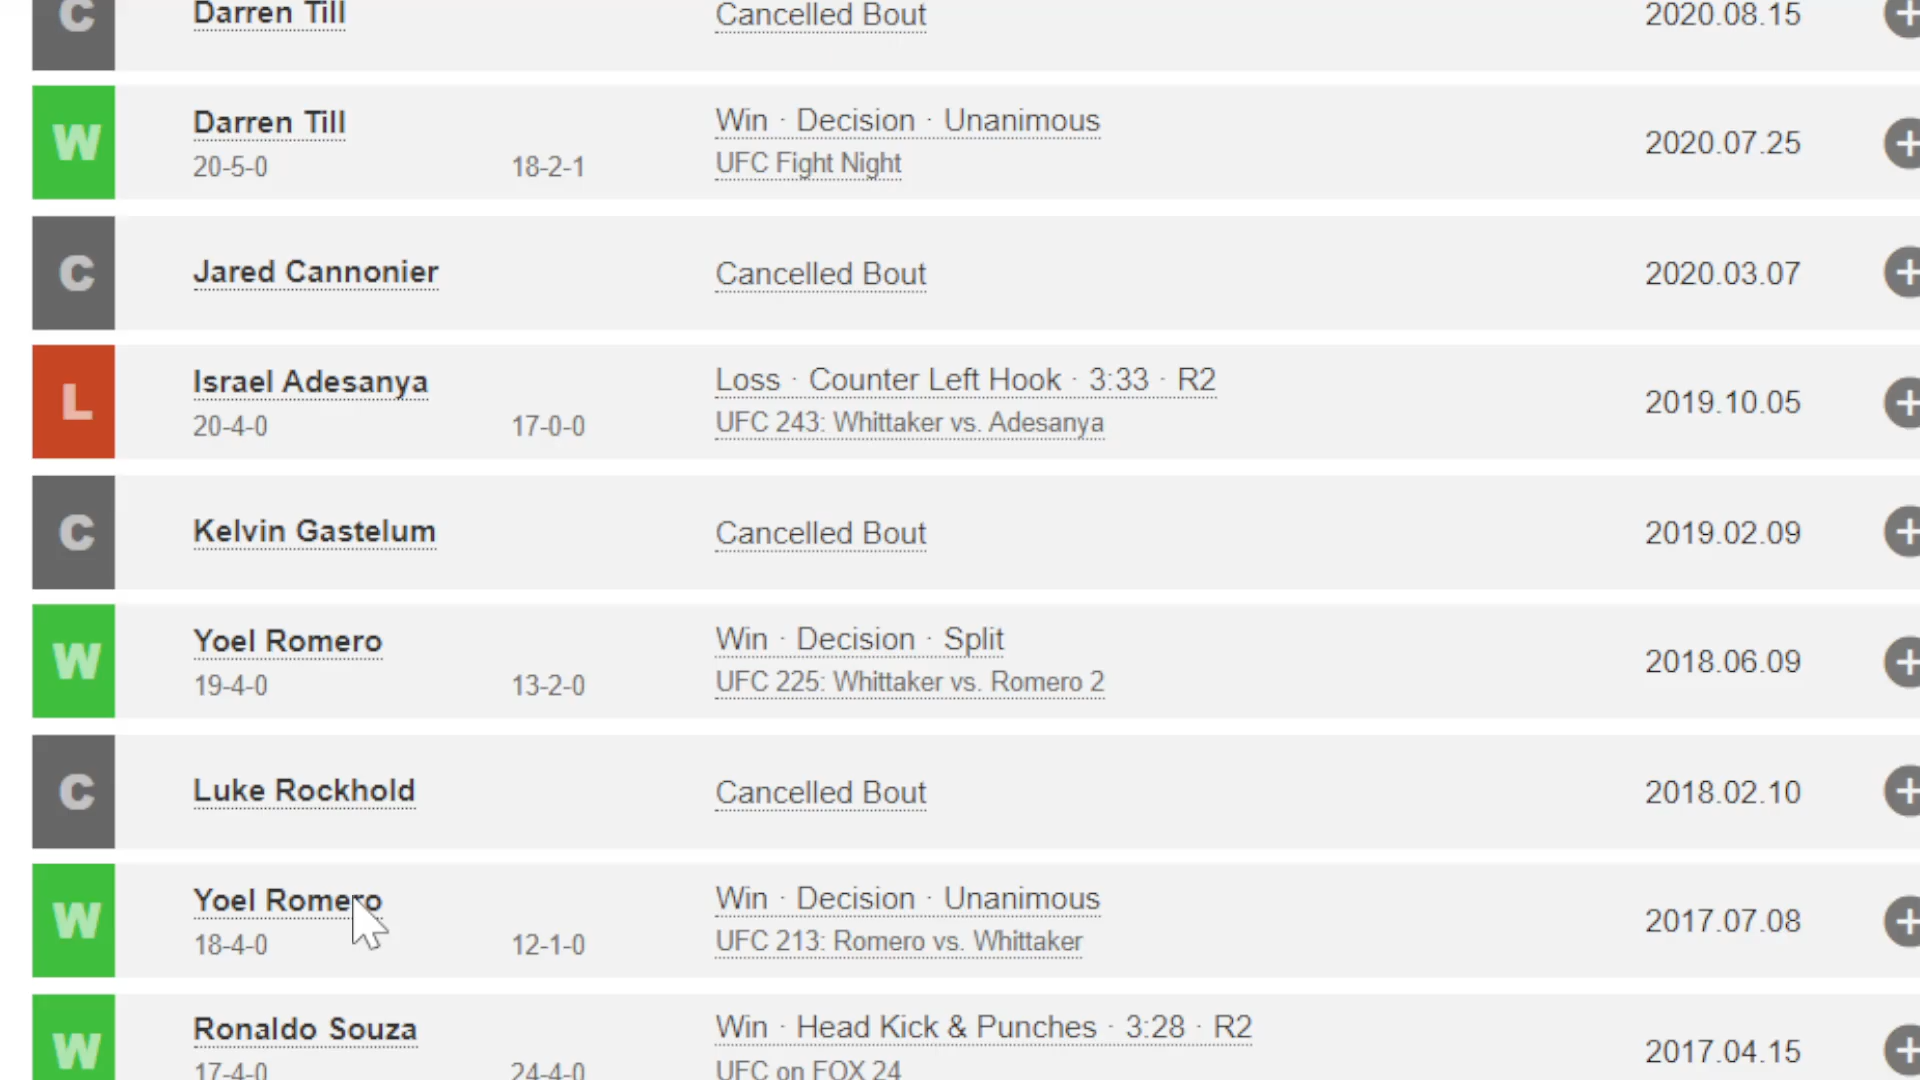 C Darren Till Cancelled Bout 2020.08.15
W Darren Till Win · Decision · Unanimous 2020.07.25
20-5-0 18-2-1 UFC Fight Night
C Jared Cannonier Cancelled Bout 2020.03.07
L Israel Adesanya Loss · Counter Left Hook · 3:33 · R2 2019.10.05
20-4-0 17-0-0 UFC 243: Whittaker vs. Adesanya
C Kelvin Gastelum Cancelled Bout 2019.02.09
W Yoel Romero Win · Decision · Split 2018.06.09
19-4-0 13-2-0 UFC 225: Whittaker vs. Romero 2
C Luke Rockhold Cancelled Bout 2018.02.10
W Yoel Romero Win · Decision · Unanimous 2017.07.08
18-4-0 12-1-0 UFC 213: Romero vs. Whittaker
W Ronaldo Souza Win · Head Kick & Punches · 3:28 · R2 2017.04.15
17-4-0 24-4-0 UFC on FOX 24